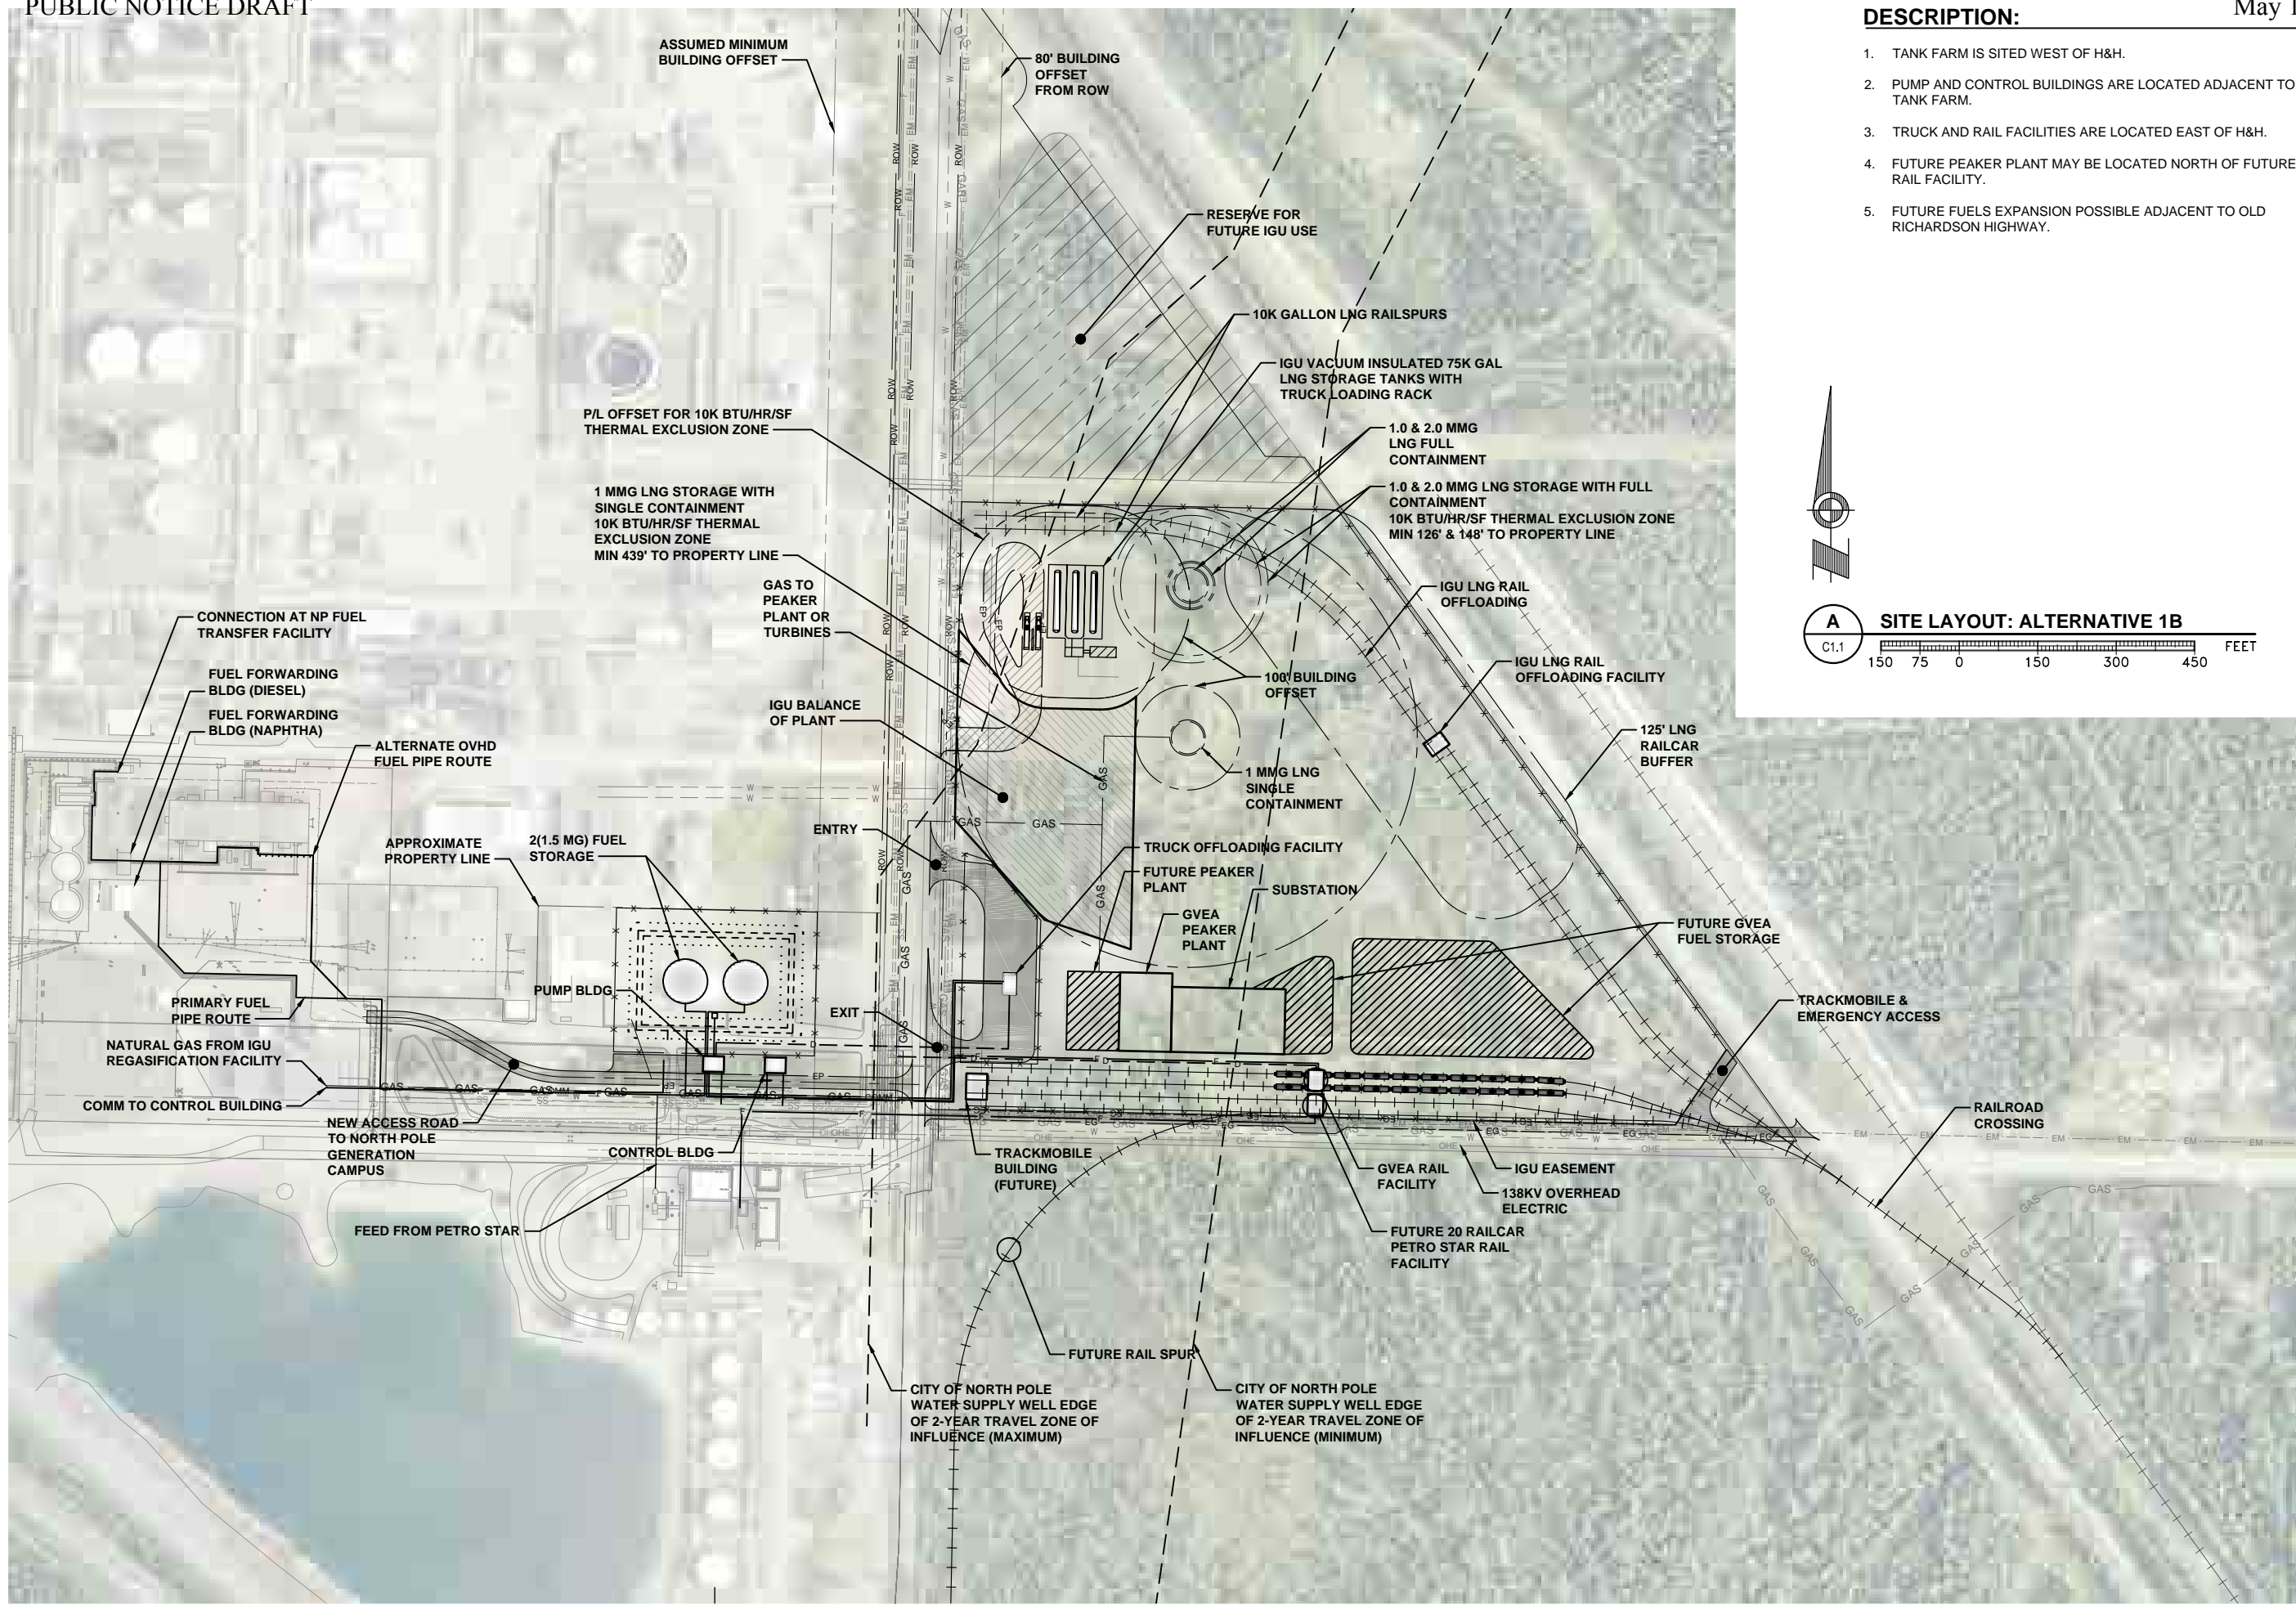 PUBLIC NOTICE DRAFT
May 1
DESCRIPTION:
1. TANK FARM IS SITED WEST OF H&H.
2. PUMP AND CONTROL BUILDINGS ARE LOCATED ADJACENT TO
TANK FARM.
3. TRUCK AND RAIL FACILITIES ARE LOCATED EAST OF H&H.
4. FUTURE PEAKER PLANT MAY BE LOCATED NORTH OF FUTURE
RAIL FACILITY.
5. FUTURE FUELS EXPANSION POSSIBLE ADJACENT TO OLD
RICHARDSON HIGHWAY.
A
C1.1
SITE LAYOUT: ALTERNATIVE 1B
150 75 0 150 300 450 FEET
ASSUMED MINIMUM
BUILDING OFFSET
80' BUILDING
OFFSET
FROM ROW
RESERVE FOR
FUTURE IGU USE
10K GALLON LNG RAILSPURS
IGU VACUUM INSULATED 75K GAL
LNG STORAGE TANKS WITH
TRUCK LOADING RACK
P/L OFFSET FOR 10K BTU/HR/SF
THERMAL EXCLUSION ZONE
1.0 & 2.0 MMG
LNG FULL
CONTAINMENT
1 MMG LNG STORAGE WITH
SINGLE CONTAINMENT
10K BTU/HR/SF THERMAL
EXCLUSION ZONE
MIN 439' TO PROPERTY LINE
1.0 & 2.0 MMG LNG STORAGE WITH FULL
CONTAINMENT
10K BTU/HR/SF THERMAL EXCLUSION ZONE
MIN 126' & 148' TO PROPERTY LINE
GAS TO
PEAKER
PLANT OR
TURBINES
IGU LNG RAIL
OFFLOADING
CONNECTION AT NP FUEL
TRANSFER FACILITY
IGU LNG RAIL
OFFLOADING FACILITY
FUEL FORWARDING
BLDG (DIESEL)
100' BUILDING
OFFSET
FUEL FORWARDING
BLDG (NAPHTHA)
IGU BALANCE
OF PLANT
ALTERNATE OVHD
FUEL PIPE ROUTE
125' LNG
RAILCAR
BUFFER
1 MMG LNG
SINGLE
CONTAINMENT
ENTRY
APPROXIMATE
PROPERTY LINE
2(1.5 MG) FUEL
STORAGE
TRUCK OFFLOADING FACILITY
FUTURE PEAKER
PLANT
SUBSTATION
GVEA
PEAKER
PLANT
FUTURE GVEA
FUEL STORAGE
PUMP BLDG
PRIMARY FUEL
PIPE ROUTE
EXIT
TRACKMOBILE &
EMERGENCY ACCESS
NATURAL GAS FROM IGU
REGASIFICATION FACILITY
COMM TO CONTROL BUILDING
RAILROAD
CROSSING
NEW ACCESS ROAD
TO NORTH POLE
GENERATION
CAMPUS
CONTROL BLDG
TRACKMOBILE
BUILDING
(FUTURE)
GVEA RAIL
FACILITY
IGU EASEMENT
138KV OVERHEAD
ELECTRIC
FEED FROM PETRO STAR
FUTURE 20 RAILCAR
PETRO STAR RAIL
FACILITY
FUTURE RAIL SPUR
CITY OF NORTH POLE
WATER SUPPLY WELL EDGE
OF 2-YEAR TRAVEL ZONE OF
INFLUENCE (MAXIMUM)
CITY OF NORTH POLE
WATER SUPPLY WELL EDGE
OF 2-YEAR TRAVEL ZONE OF
INFLUENCE (MINIMUM)